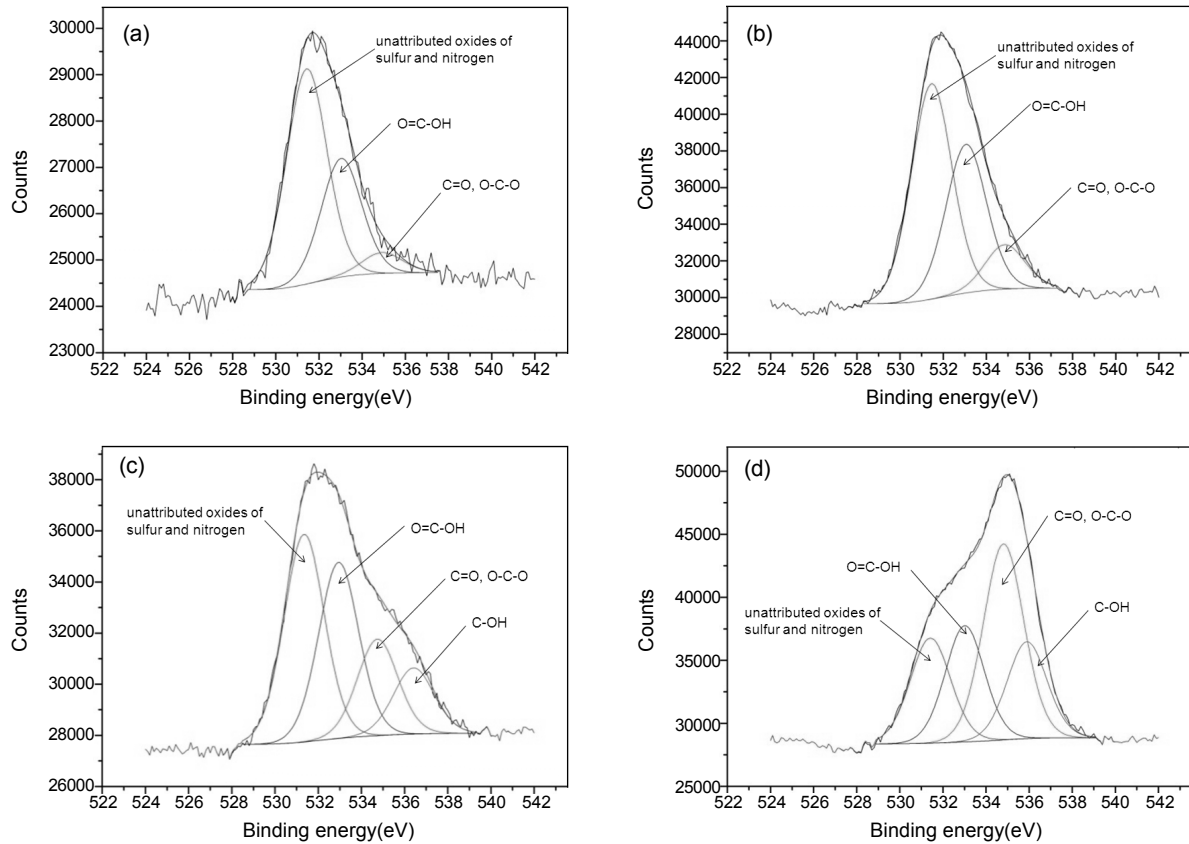 (a)
30000
29000
28000
27000
26000
25000
24000
23000
Counts
unattributed oxides of
sulfur and nitrogen
O=C-OH
C=O, O-C-O
522 524 526 528 530 532 534 536 538 540 542
Binding energy(eV)
(b)
44000
42000
40000
38000
36000
34000
32000
30000
28000
Counts
unattributed oxides of
sulfur and nitrogen
O=C-OH
C=O, O-C-O
522 524 526 528 530 532 534 536 538 540 542
Binding energy(eV)
(c)
38000
36000
34000
32000
30000
28000
26000
Counts
unattributed oxides of
sulfur and nitrogen
O=C-OH
C=O, O-C-O
C-OH
522 524 526 528 530 532 534 536 538 540 542
Binding energy(eV)
(d)
50000
45000
40000
35000
30000
25000
Counts
C=O, O-C-O
O=C-OH
unattributed oxides of
sulfur and nitrogen
C-OH
522 524 526 528 530 532 534 536 538 540 542
Binding energy(eV)